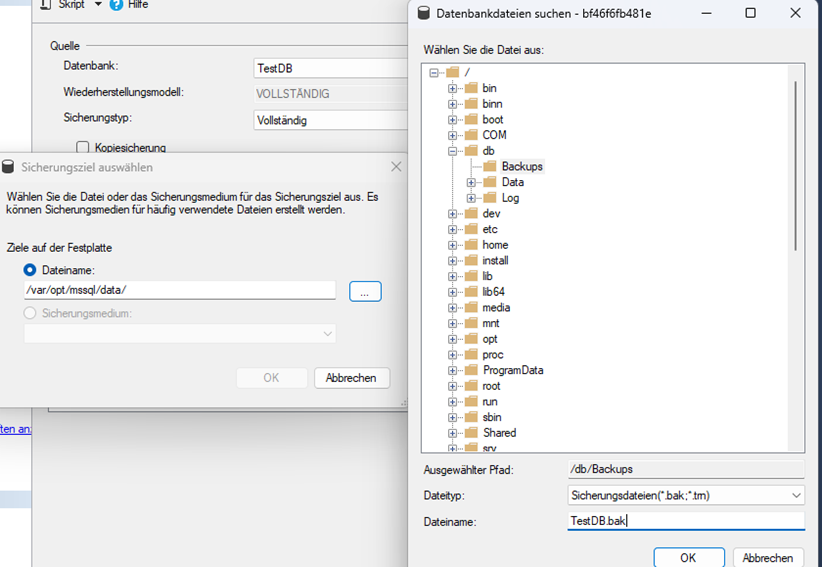 Skript
Hilfe
Quelle
Datenbank:
TestDB
Wiederherstellungsmodell:
VOLLSTÄNDIG
Sicherungstyp:
Vollständig
Kopiesicherung
Sicherungsziel auswählen
Wählen Sie die Datei oder das Sicherungsmedium für das Sicherungsziel aus. Es
können Sicherungsmedien für häufig verwendete Dateien erstellt werden.
Ziele auf der Festplatte
Dateiname:
/var/opt/mssql/data/
...
Sicherungsmedium:
OK
Abbrechen
ten an:
Datenbankdateien suchen - bf46f6fb481e
Wählen Sie die Datei aus:
/
bin
binn
boot
COM
db
Backups
Data
Log
dev
etc
home
install
lib
lib64
media
mnt
opt
proc
ProgramData
root
run
sbin
Shared
srv
Ausgewählter Pfad:
/db/Backups
Dateityp:
Sicherungsdateien(*.bak;*.trn)
Dateiname:
TestDB.bak
OK
Abbrechen